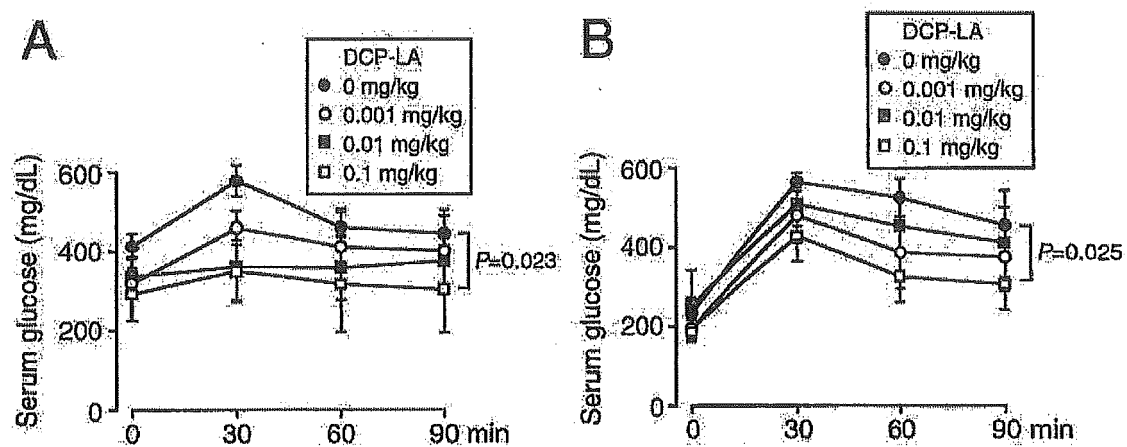 A
DCP-LA
0 mg/kg
0.001 mg/kg
0.01 mg/kg
0.1 mg/kg
Serum glucose (mg/dL)
600
400
200
0
P=0.023
0 30 60 90 min
B
DCP-LA
0 mg/kg
0.001 mg/kg
0.01 mg/kg
0.1 mg/kg
Serum glucose (mg/dL)
600
400
200
0
P=0.025
0 30 60 90 min